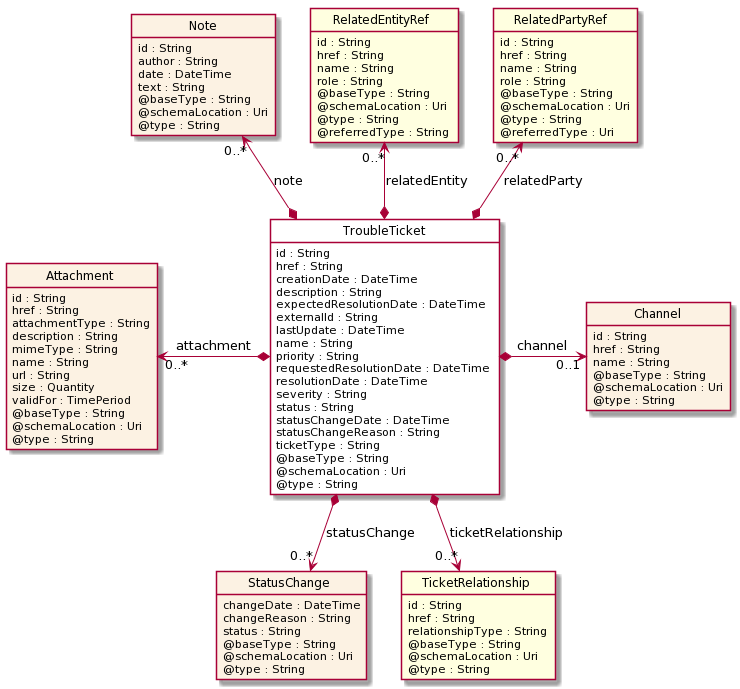 Note
id : String
author : String
date : DateTime
text : String
@baseType : String
@schemaLocation : Uri
@type : String
RelatedEntityRef
id : String
href : String
name : String
role : String
@baseType : String
@schemaLocation : Uri
@type : String
@referredType : String
RelatedPartyRef
id : String
href : String
name : String
role : String
@baseType : String
@schemaLocation : Uri
@type : String
@referredType : Uri
0..*
0..*
0..*
note
relatedEntity
relatedParty
TroubleTicket
id : String
href : String
creationDate : DateTime
description : String
expectedResolutionDate : DateTime
externalId : String
lastUpdate : DateTime
name : String
priority : String
requestedResolutionDate : DateTime
resolutionDate : DateTime
severity : String
status : String
statusChangeDate : DateTime
statusChangeReason : String
ticketType : String
@baseType : String
@schemaLocation : Uri
@type : String
Attachment
id : String
href : String
attachmentType : String
description : String
mimeType : String
name : String
url : String
size : Quantity
validFor : TimePeriod
@baseType : String
@schemaLocation : Uri
@type : String
attachment
0..*
channel
0..1
Channel
id : String
href : String
name : String
@baseType : String
@schemaLocation : Uri
@type : String
statusChange
ticketRelationship
0..*
0..*
StatusChange
changeDate : DateTime
changeReason : String
status : String
@baseType : String
@schemaLocation : Uri
@type : String
TicketRelationship
id : String
href : String
relationshipType : String
@baseType : String
@schemaLocation : Uri
@type : String